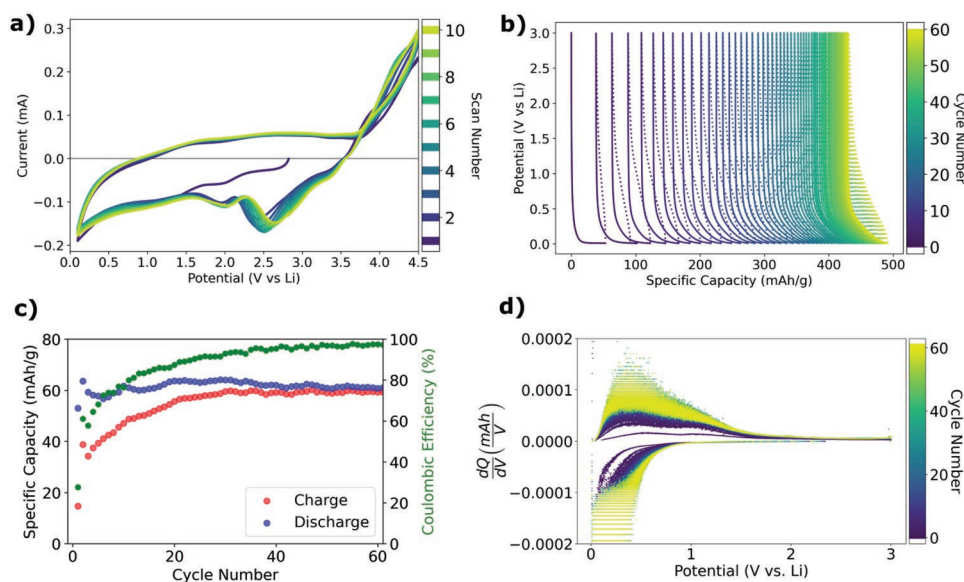 a)
0.3
0.2
0.1
0.0
−0.1
−0.2
Current (mA)
0.0 0.5 1.0 1.5 2.0 2.5 3.0 3.5 4.0 4.5
Potential (V vs Li)
10
8
6
4
2
Scan Number
b)
3.0
2.5
2.0
1.5
1.0
0.5
0.0
Potential (V vs Li)
0 100 200 300 400 500
Specific Capacity (mAh/g)
60
50
40
30
20
10
0
Cycle Number
c)
80
60
40
20
0
Specific Capacity (mAh/g)
0 20 40 60
Cycle Number
100
80
60
40
20
0
Coulombic Efficiency (%)
Charge
Discharge
d)
0.0002
0.0001
0.0000
−0.0001
−0.0002
dQ/dV (mAh/V)
0 1 2 3
Potential (V vs. Li)
60
40
20
0
Cycle Number